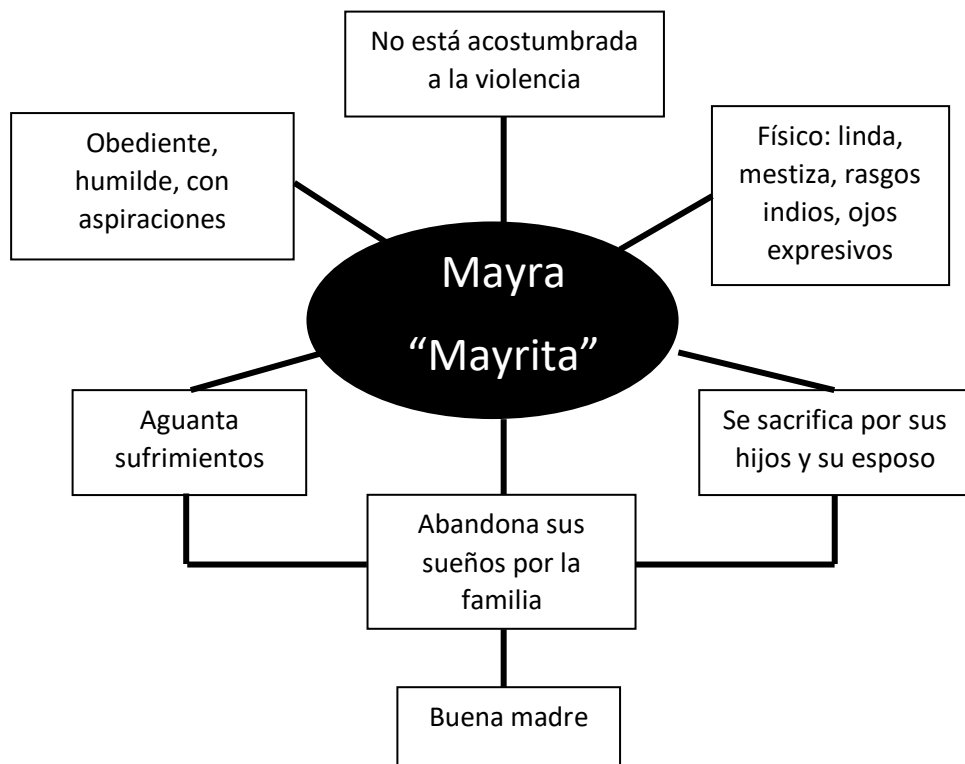 No está acostumbrada
a la violencia
Obediente,
humilde, con
aspiraciones
Físico: linda,
mestiza, rasgos
indios, ojos
expresivos
Mayra
“Mayrita”
Aguanta
sufrimientos
Se sacrifica por sus
hijos y su esposo
Abandona sus
sueños por la
familia
Buena madre